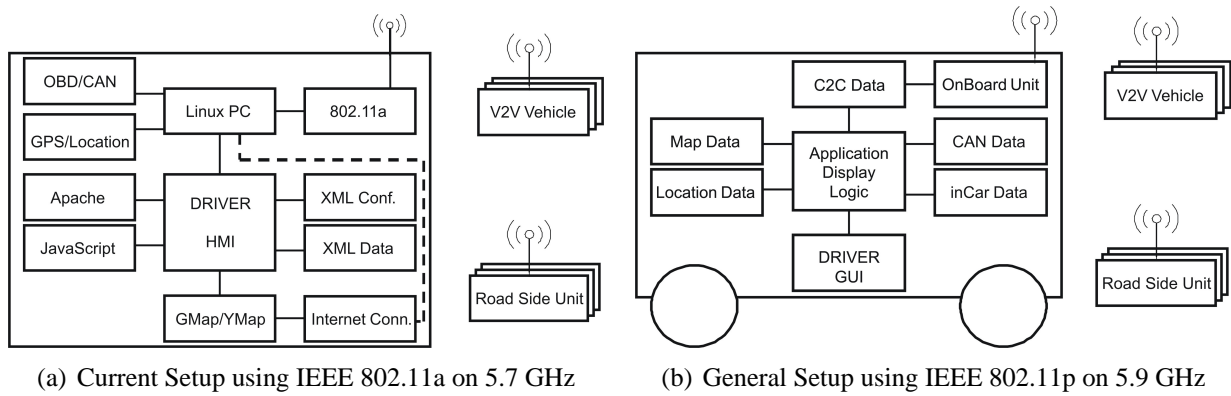 OBD/CAN
Linux PC
802.11a
GPS/Location
Apache
DRIVER
HMI
XML Conf.
JavaScript
XML Data
GMap/YMap
Internet Conn.
V2V Vehicle
Road Side Unit
(a) Current Setup using IEEE 802.11a on 5.7 GHz
C2C Data
OnBoard Unit
Map Data
Application
Display
Logic
CAN Data
Location Data
inCar Data
DRIVER
GUI
V2V Vehicle
Road Side Unit
(b) General Setup using IEEE 802.11p on 5.9 GHz